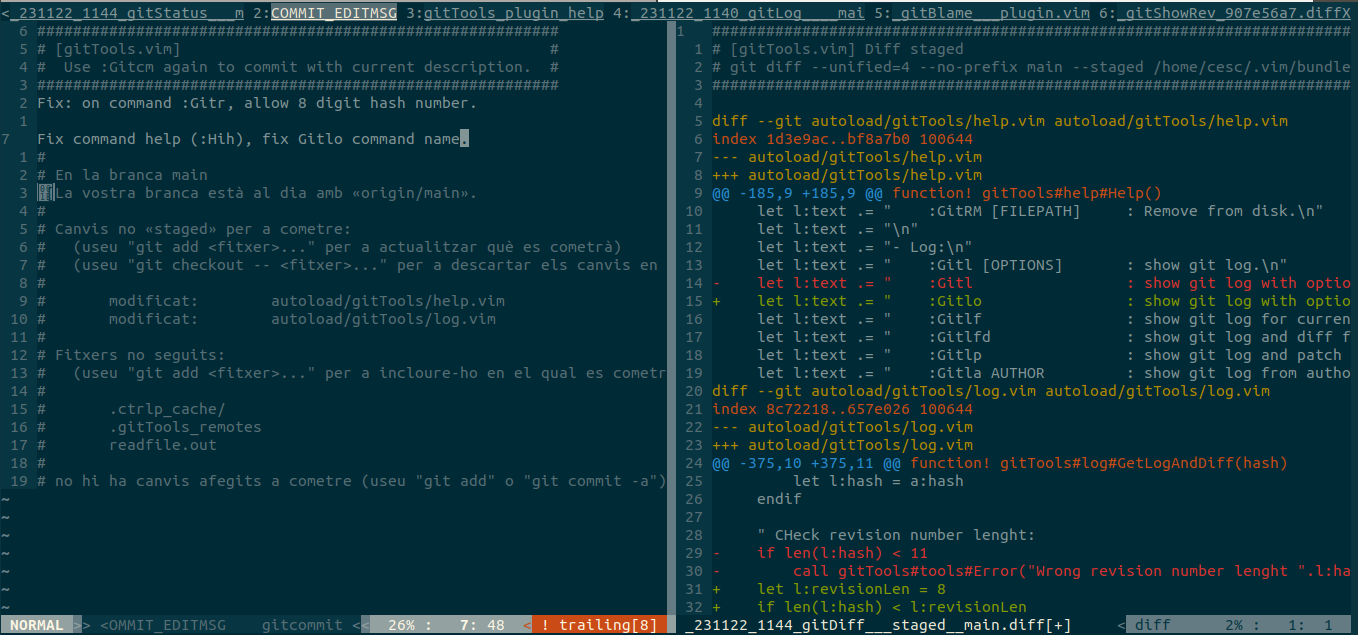 <_231122_1144_gitStatus___m 2:COMMIT_EDITMSG 3:gitTools_plugin_help 4:_231122_1140_gitLog____mai 5:_gitBlame___plugin.vim 6:_gitShowRev_907e56a7.diffX
6 ##########################################################
5 # [gitTools.vim]                                         #
4 #  Use :Gitcm again to commit with current description.  #
3 ##########################################################
2 Fix: on command :Gitr, allow 8 digit hash number.
1
7 Fix command help (:Hih), fix Gitlo command name.
1 #
2 # En la branca main
3 # La vostra branca està al dia amb «origin/main».
4 #
5 # Canvis no «staged» per a cometre:
6 #   (useu "git add <fitxer>..." per a actualitzar què es cometrà)
7 #   (useu "git checkout -- <fitxer>..." per a descartar els canvis en
8 #
9 #       modificat:        autoload/gitTools/help.vim
10 #       modificat:        autoload/gitTools/log.vim
11 #
12 # Fitxers no seguits:
13 #   (useu "git add <fitxer>..." per a incloure-ho en el qual es cometr
14 #
15 #       .ctrlp_cache/
16 #       .gitTools_remotes
17 #       readfile.out
18 #
19 # no hi ha canvis afegits a cometre (useu "git add" o "git commit -a")
~
~
~
~
~
~
~
NORMAL >> <OMMIT_EDITMSG    gitcommit <<  26% :   7: 48  < ! trailing[8]
1 #######################################################################
1 # [gitTools.vim] Diff staged
2 # git diff --unified=4 --no-prefix main --staged /home/cesc/.vim/bundle
3 #######################################################################
4
5 diff --git autoload/gitTools/help.vim autoload/gitTools/help.vim
6 index 1d3e9ac..bf8a7b0 100644
7 --- autoload/gitTools/help.vim
8 +++ autoload/gitTools/help.vim
9 @@ -185,9 +185,9 @@ function! gitTools#help#Help()
10      let l:text .= "    :GitRM [FILEPATH]     : Remove from disk.\n"
11      let l:text .= "\n"
12      let l:text .= "- Log:\n"
13      let l:text .= "    :Gitl [OPTIONS]       : show git log.\n"
14 -    let l:text .= "    :Gitl                 : show git log with optio
15 +    let l:text .= "    :Gitlo                : show git log with optio
16      let l:text .= "    :Gitlf                : show git log for curren
17      let l:text .= "    :Gitlfd               : show git log and diff f
18      let l:text .= "    :Gitlp                : show git log and patch
19      let l:text .= "    :Gitla AUTHOR         : show git log from autho
20 diff --git autoload/gitTools/log.vim autoload/gitTools/log.vim
21 index 8c72218..657e026 100644
22 --- autoload/gitTools/log.vim
23 +++ autoload/gitTools/log.vim
24 @@ -375,10 +375,11 @@ function! gitTools#log#GetLogAndDiff(hash)
25          let l:hash = a:hash
26      endif
27
28      " CHeck revision number lenght:
29 -    if len(l:hash) < 11
30 -        call gitTools#tools#Error("Wrong revision number lenght ".l:ha
31 +    let l:revisionLen = 8
32 +    if len(l:hash) < l:revisionLen
_231122_1144_gitDiff___staged__main.diff[+]     < diff      2% :   1:  1